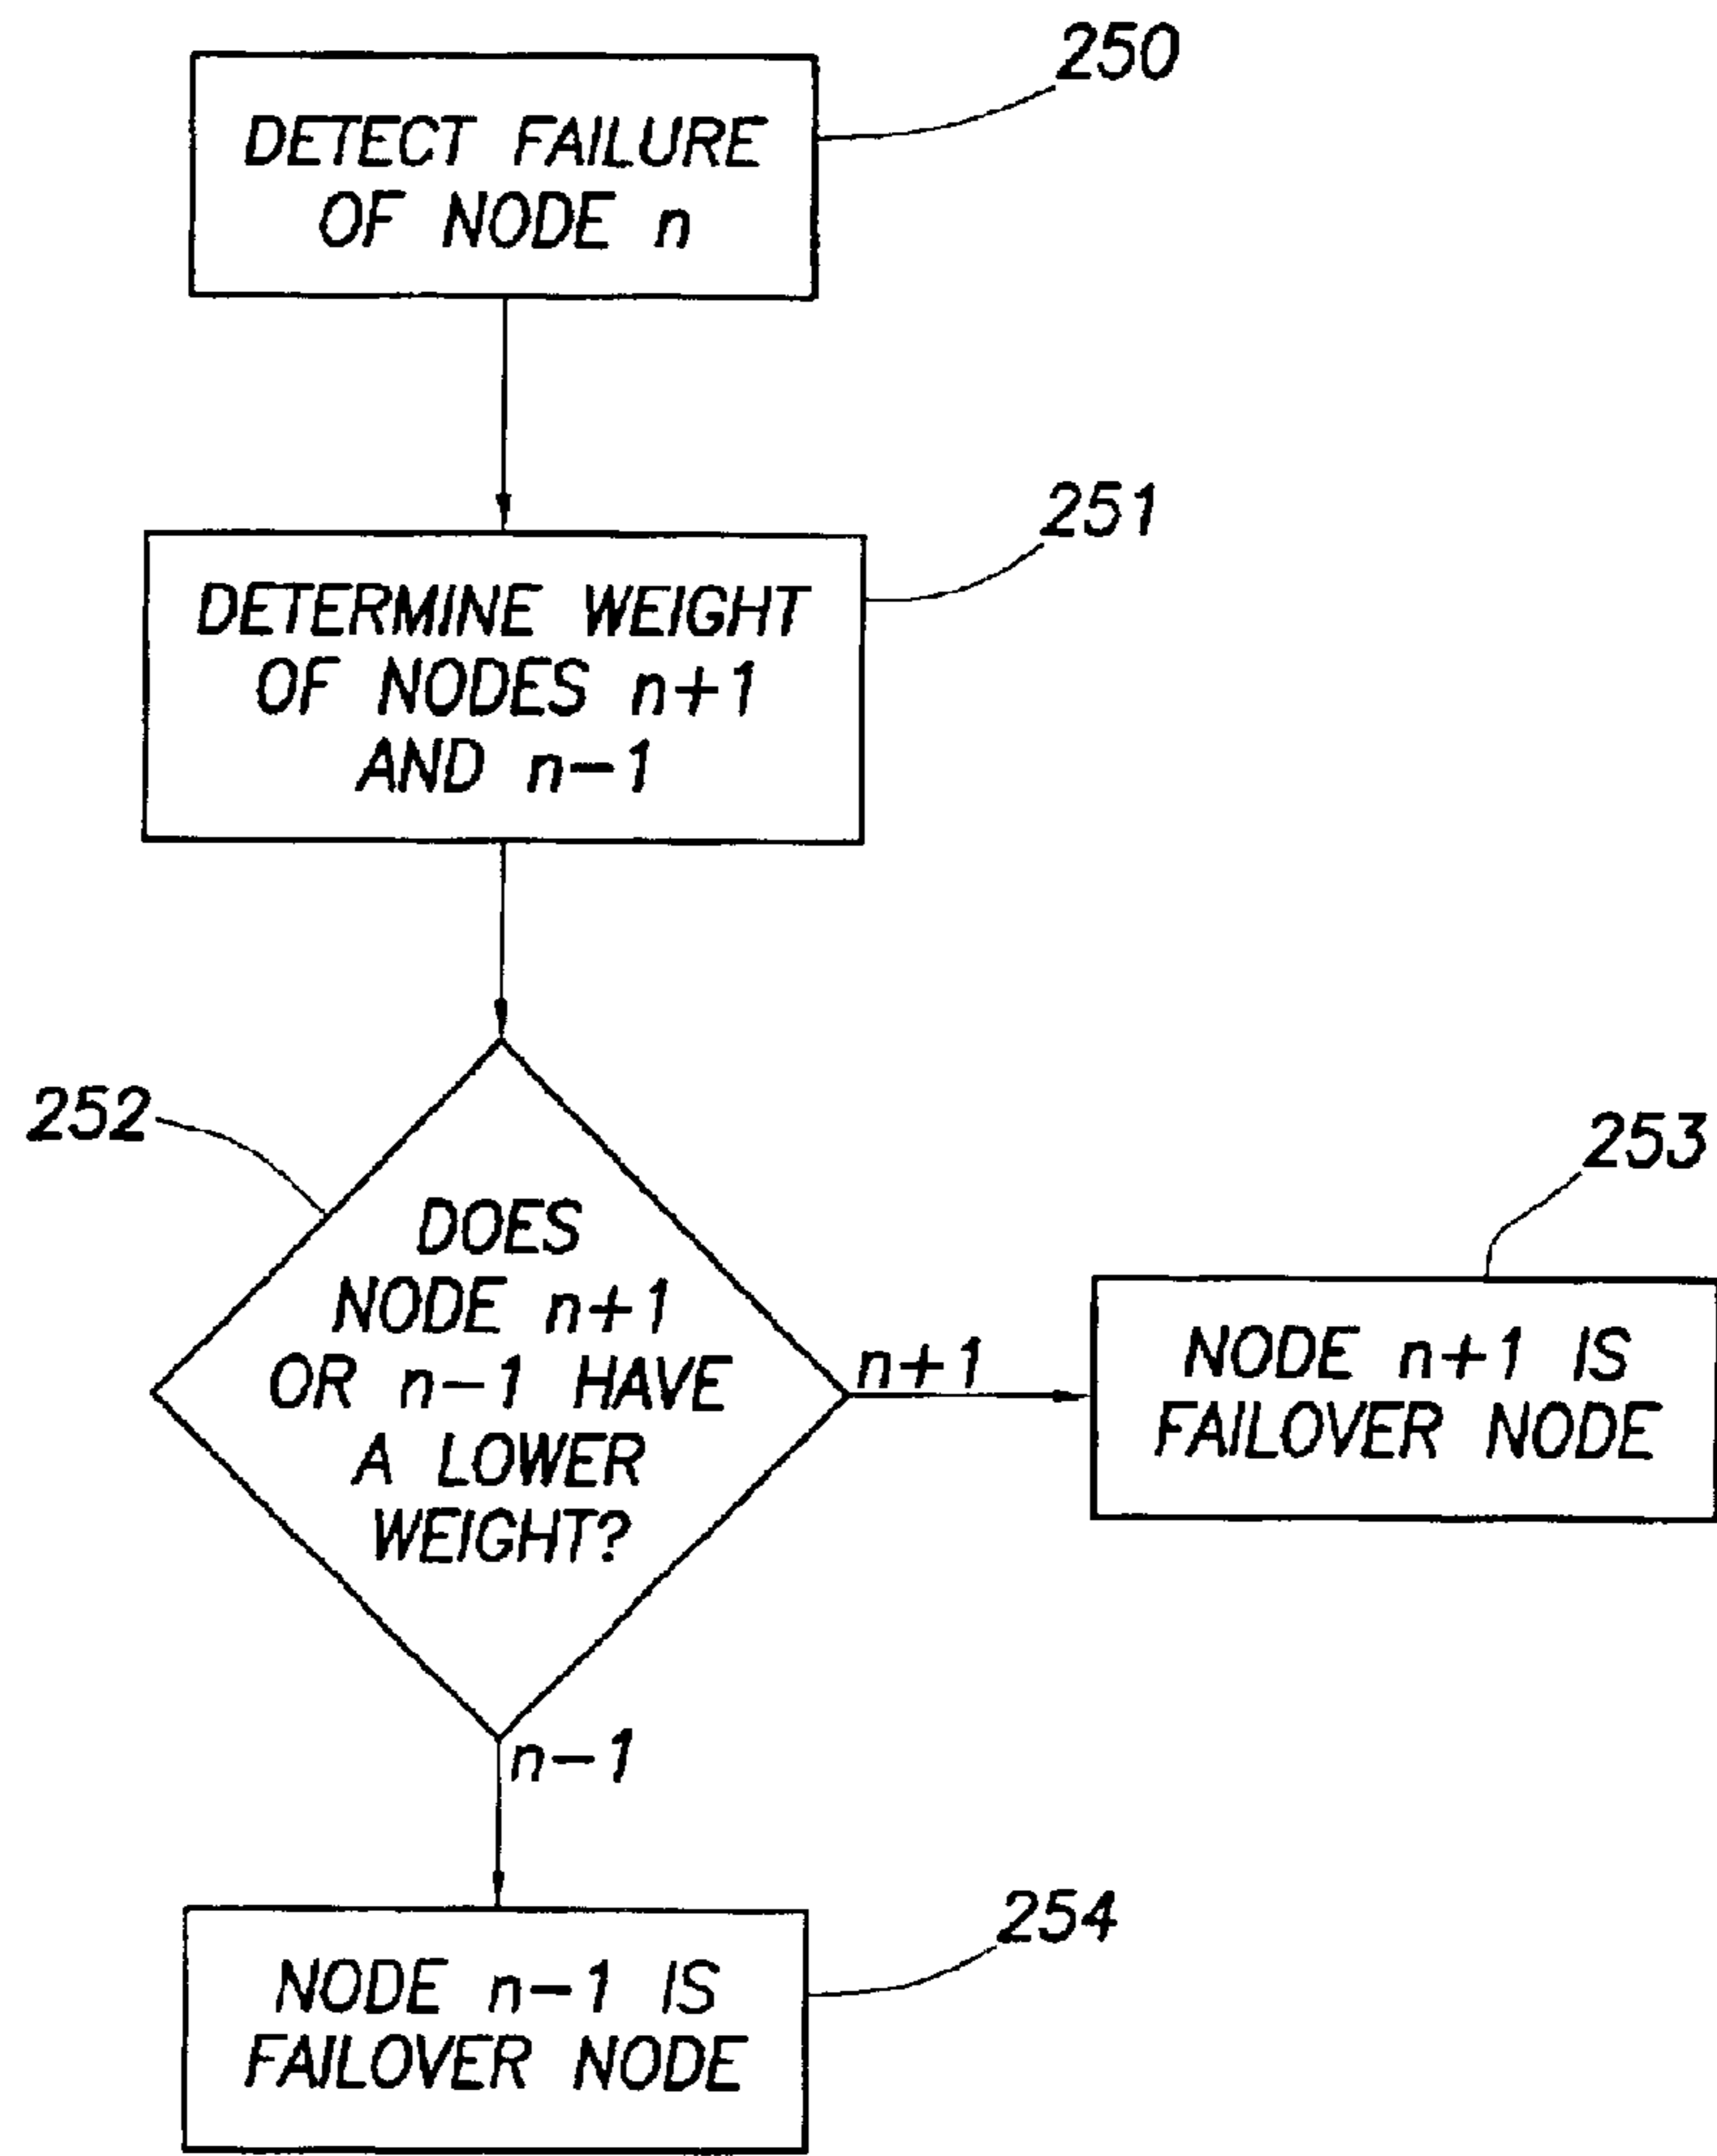 250
DETECT FAILURE
OF NODE n
251
DETERMINE WEIGHT
OF NODES n+1
AND n-1
252
DOES
NODE n+1
OR n-1 HAVE
A LOWER
WEIGHT?
n+1
253
NODE n+1 IS
FAILOVER NODE
n-1
254
NODE n-1 IS
FAILOVER NODE